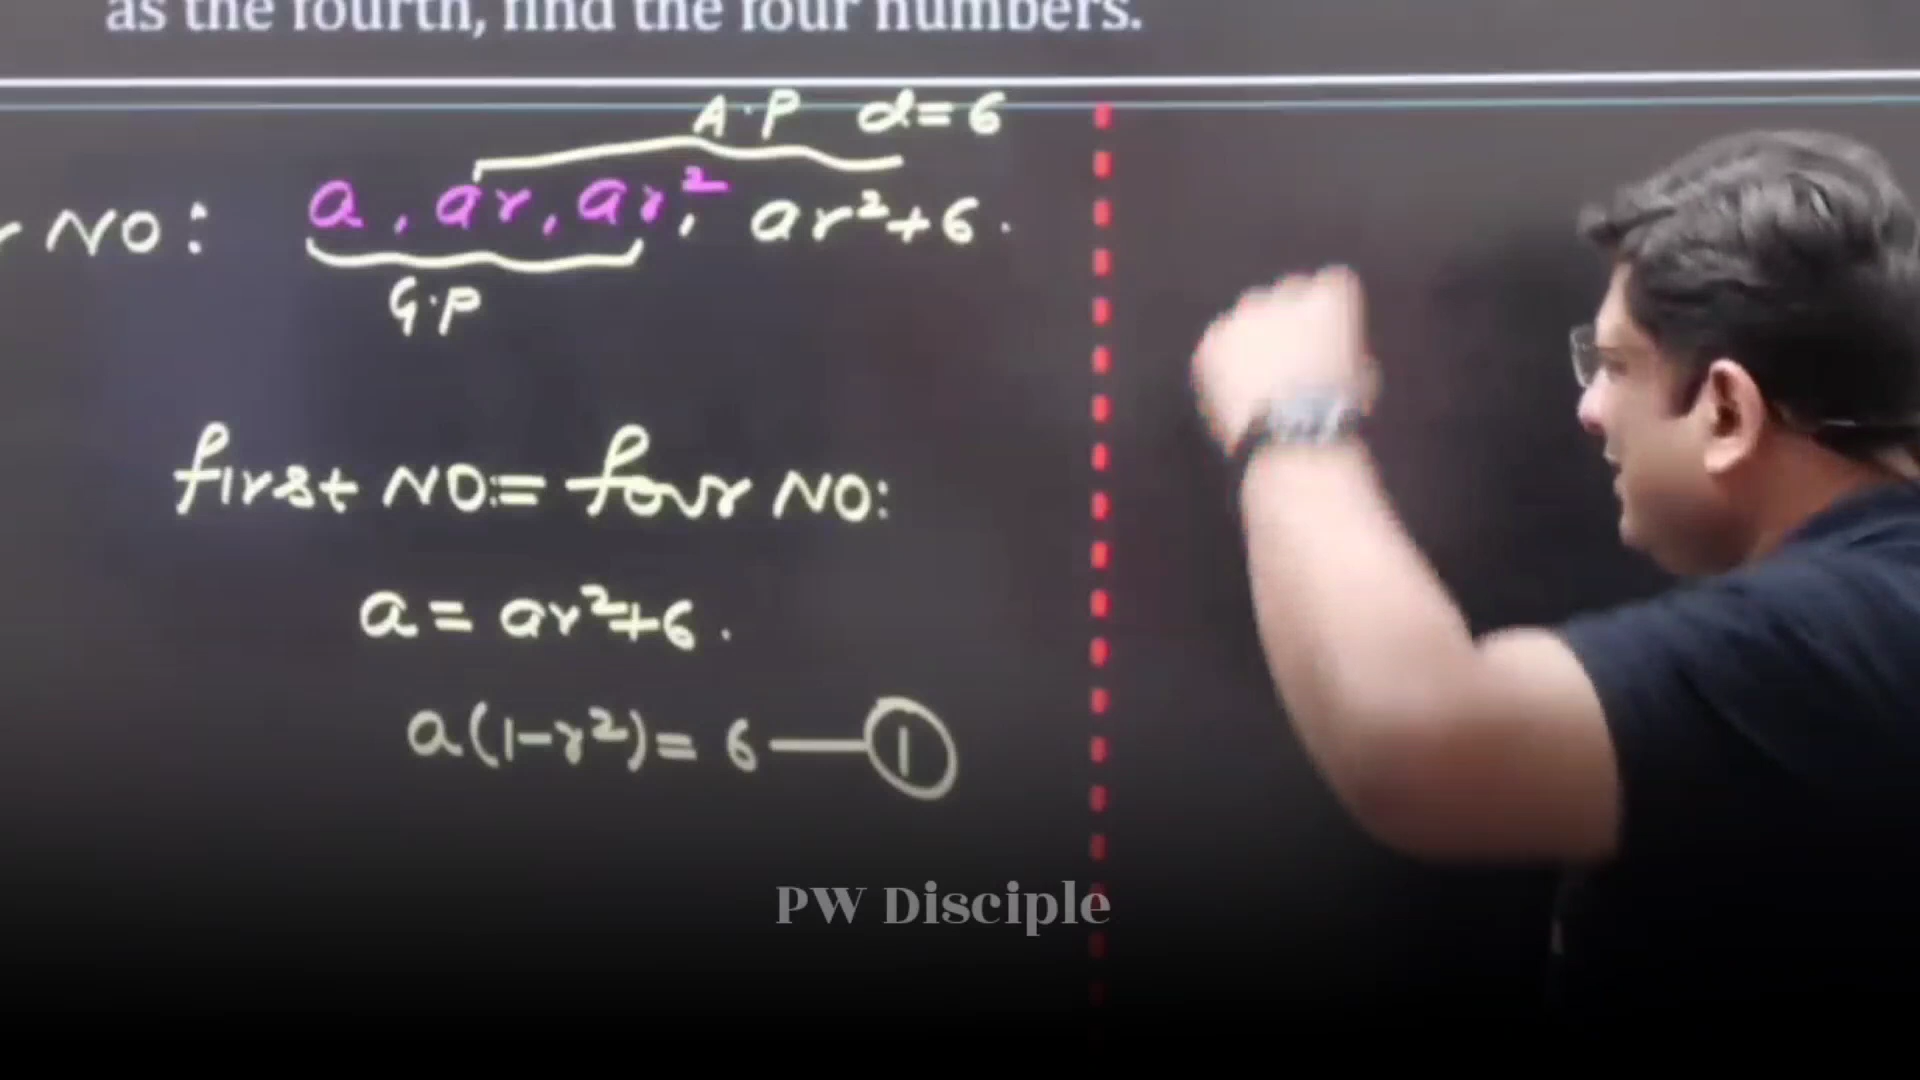 as the fourth, find the four numbers.
A.P d=6
r NO: a, ar, ar², ar²+6.
G.P
first NO:= four NO:
a = ar²+6.
a(1-r²)= 6 — ①
PW Disciple